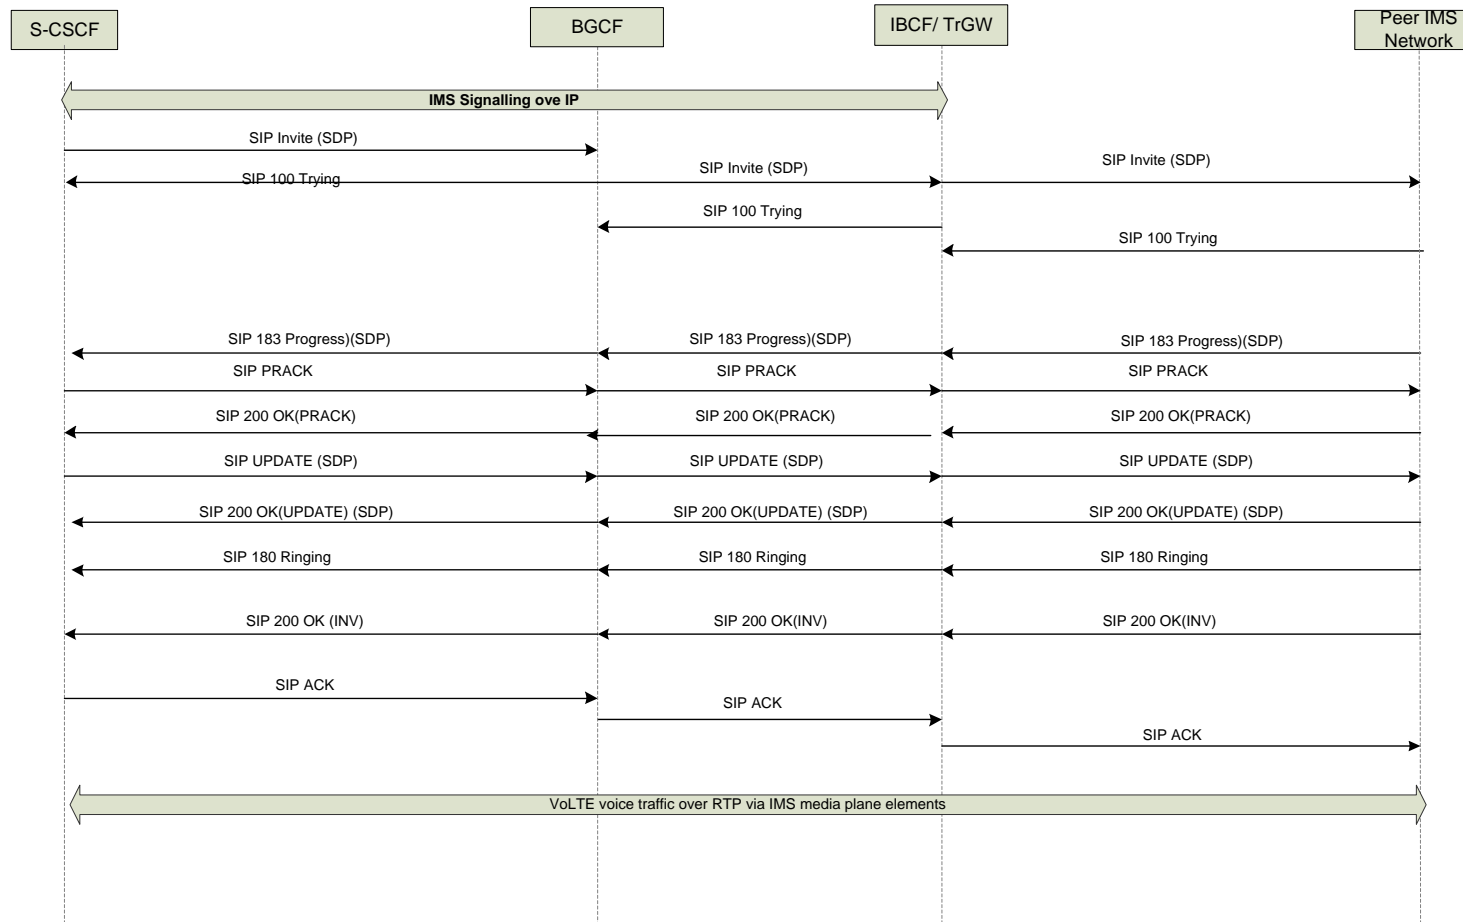 S-CSCF
BGCF
IBCF/ TrGW
Peer IMS
Network
IMS Signalling ove IP
SIP Invite (SDP)
SIP Invite (SDP)
SIP Invite (SDP)
SIP 100 Trying
SIP 100 Trying
SIP 100 Trying
SIP 183 Progress)(SDP)
SIP 183 Progress)(SDP)
SIP 183 Progress)(SDP)
SIP PRACK
SIP PRACK
SIP PRACK
SIP 200 OK(PRACK)
SIP 200 OK(PRACK)
SIP 200 OK(PRACK)
SIP UPDATE (SDP)
SIP UPDATE (SDP)
SIP UPDATE (SDP)
SIP 200 OK(UPDATE) (SDP)
SIP 200 OK(UPDATE) (SDP)
SIP 200 OK(UPDATE) (SDP)
SIP 180 Ringing
SIP 180 Ringing
SIP 180 Ringing
SIP 200 OK (INV)
SIP 200 OK(INV)
SIP 200 OK(INV)
SIP ACK
SIP ACK
SIP ACK
VoLTE voice traffic over RTP via IMS media plane elements